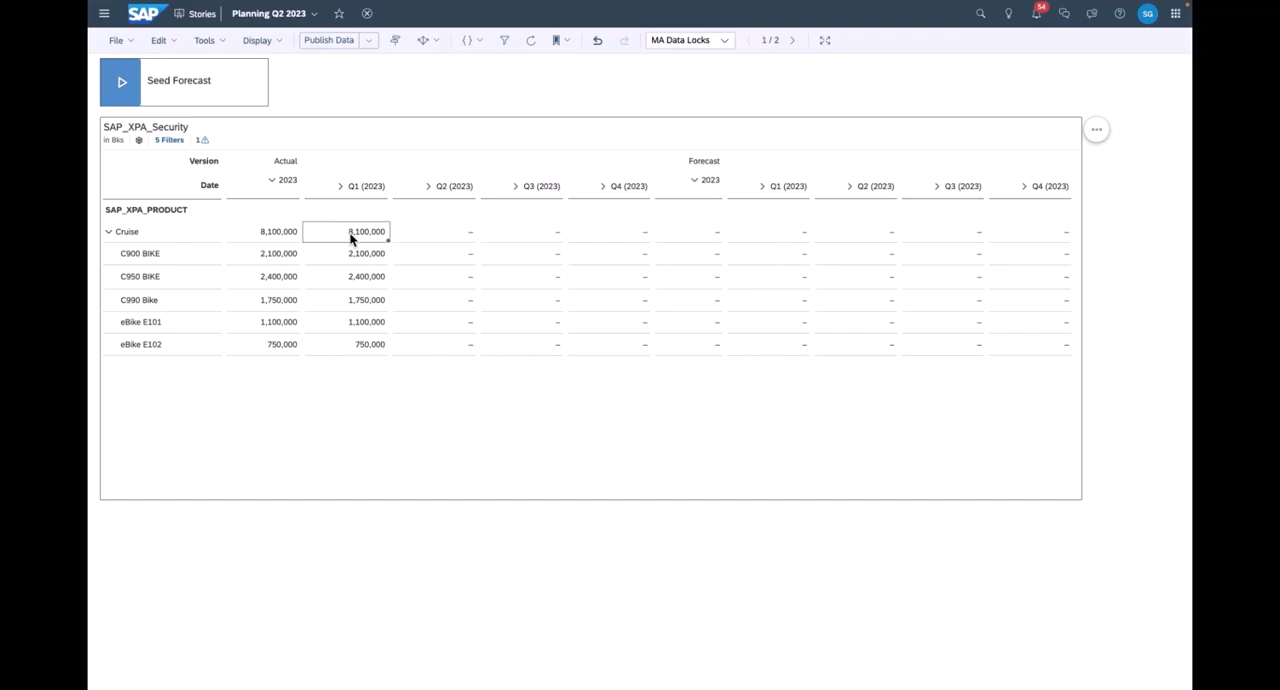 SAP Stories Planning Q2 2023 54 SG
File Edit Tools Display Publish Data { } MA Data Locks 1 / 2
Seed Forecast
SAP_XPA_Security
in Bks 5 Filters 1
Version Actual Forecast
Date 2023 Q1 (2023) Q2 (2023) Q3 (2023) Q4 (2023) 2023 Q1 (2023) Q2 (2023) Q3 (2023) Q4 (2023)
SAP_XPA_PRODUCT
Cruise 8,100,000 8,100,000 – – – – – – – –
C900 BIKE 2,100,000 2,100,000 – – – – – – – –
C950 BIKE 2,400,000 2,400,000 – – – – – – – –
C990 Bike 1,750,000 1,750,000 – – – – – – – –
eBike E101 1,100,000 1,100,000 – – – – – – – –
eBike E102 750,000 750,000 – – – – – – – –